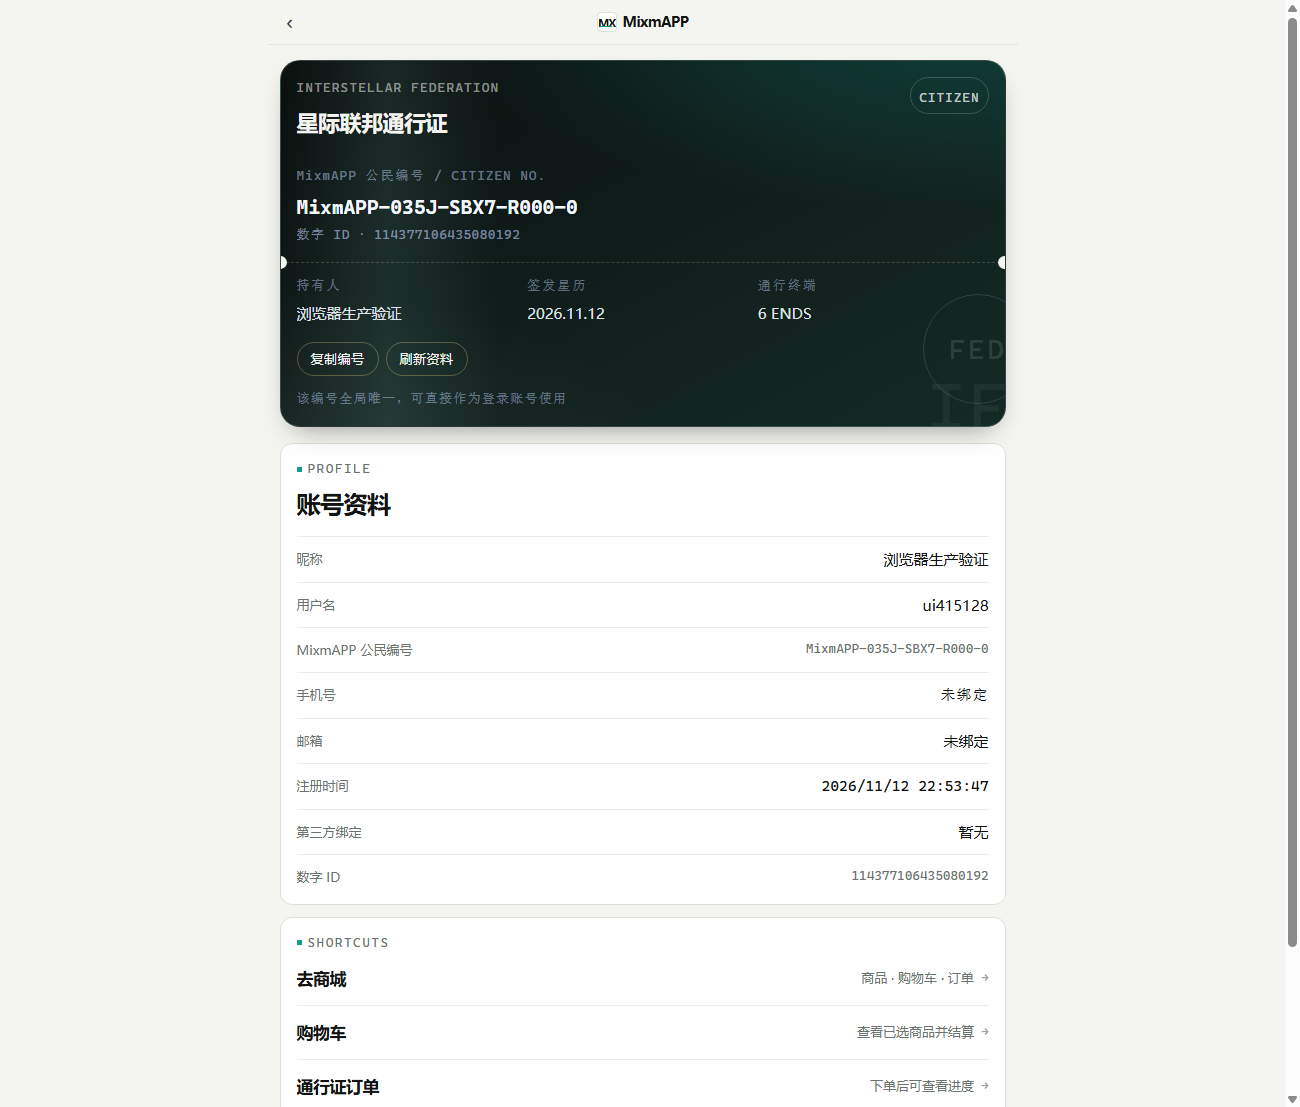 ‹
MX MixmAPP
INTERSTELLAR FEDERATION
CITIZEN
星际联邦通行证
MixmAPP 公民编号 / CITIZEN NO.
MixmAPP-035J-SBX7-R000-0
数字 ID · 114377106435080192
持有人 签发星历 通行终端
浏览器生产验证 2026.11.12 6 ENDS
FED
复制编号 刷新资料
IF
该编号全局唯一，可直接作为登录账号使用
PROFILE
账号资料
昵称 浏览器生产验证
用户名 ui415128
MixmAPP 公民编号 MixmAPP-035J-SBX7-R000-0
手机号 未绑定
邮箱 未绑定
注册时间 2026/11/12 22:53:47
第三方绑定 暂无
数字 ID 114377106435080192
SHORTCUTS
去商城 商品 · 购物车 · 订单 →
购物车 查看已选商品并结算 →
通行证订单 下单后可查看进度 →